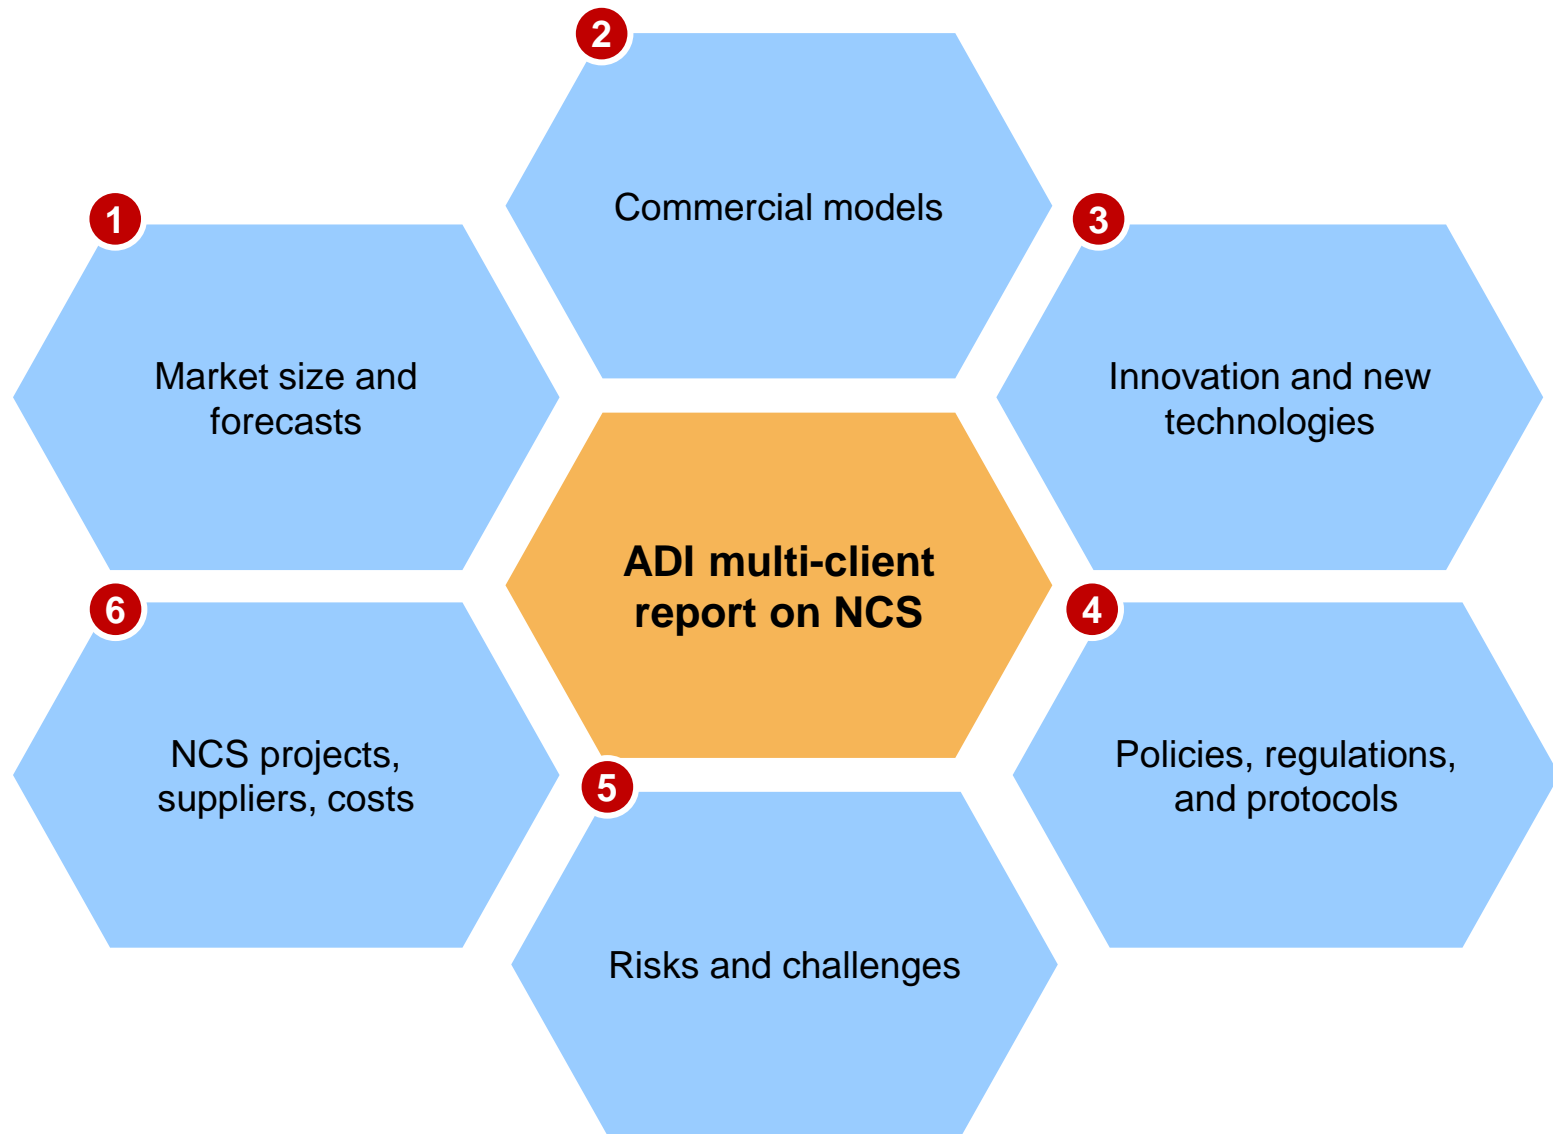 1
Market size and
forecasts
2
Commercial models
3
Innovation and new
technologies
4
Policies, regulations,
and protocols
5
Risks and challenges
6
NCS projects,
suppliers, costs
ADI multi-client
report on NCS